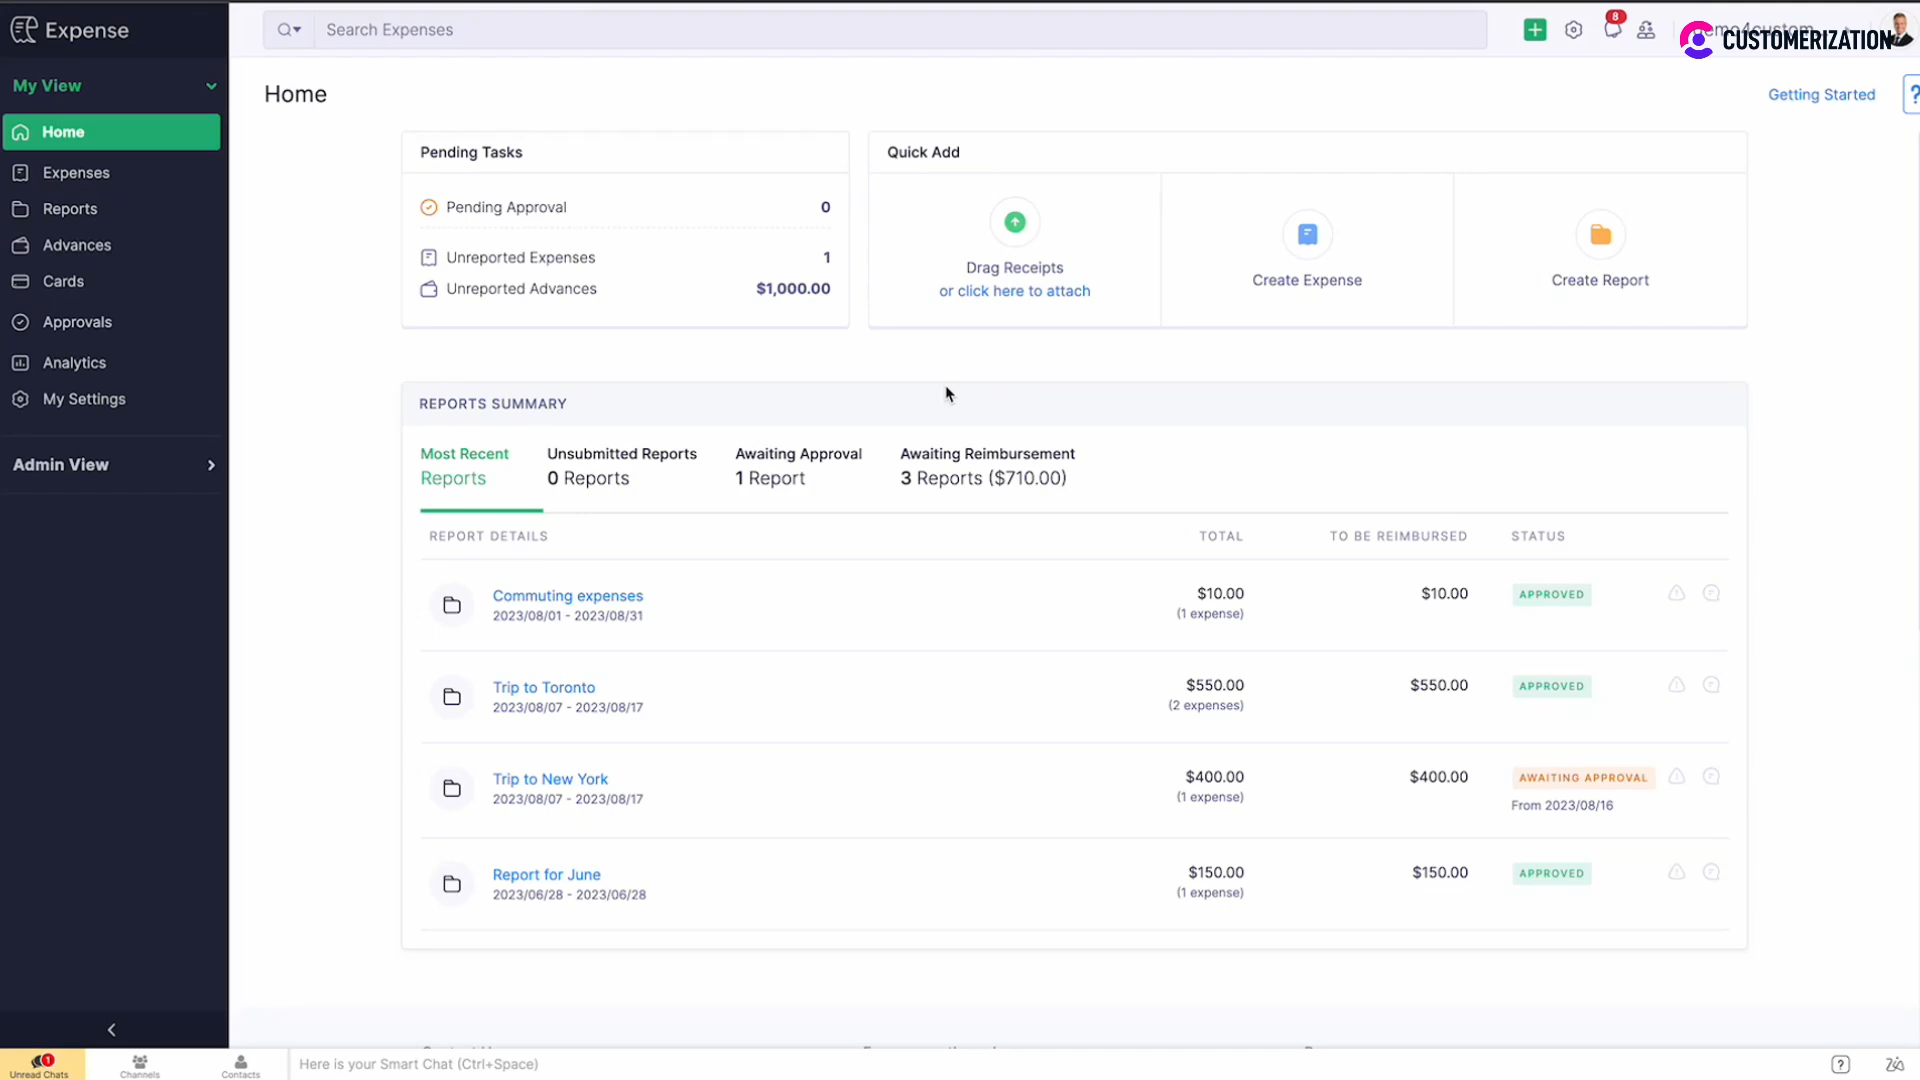 Expense
Search Expenses
8
CUSTOMERIZATION
My View
Home
Expenses
Reports
Advances
Cards
Approvals
Analytics
My Settings
Admin View
Home
Getting Started
?
Pending Tasks
Pending Approval 0
Unreported Expenses 1
Unreported Advances $1,000.00
Quick Add
Drag Receipts
or click here to attach
Create Expense
Create Report
REPORTS SUMMARY
Most Recent
Reports
Unsubmitted Reports
0 Reports
Awaiting Approval
1 Report
Awaiting Reimbursement
3 Reports ($710.00)
REPORT DETAILS TOTAL TO BE REIMBURSED STATUS
Commuting expenses $10.00 $10.00 APPROVED
2023/08/01 - 2023/08/31 (1 expense)
Trip to Toronto $550.00 $550.00 APPROVED
2023/08/07 - 2023/08/17 (2 expenses)
Trip to New York $400.00 $400.00 AWAITING APPROVAL
2023/08/07 - 2023/08/17 (1 expense) From 2023/08/16
Report for June $150.00 $150.00 APPROVED
2023/06/28 - 2023/06/28 (1 expense)
1
Unread Chats
Channels
Contacts
Here is your Smart Chat (Ctrl+Space)
?